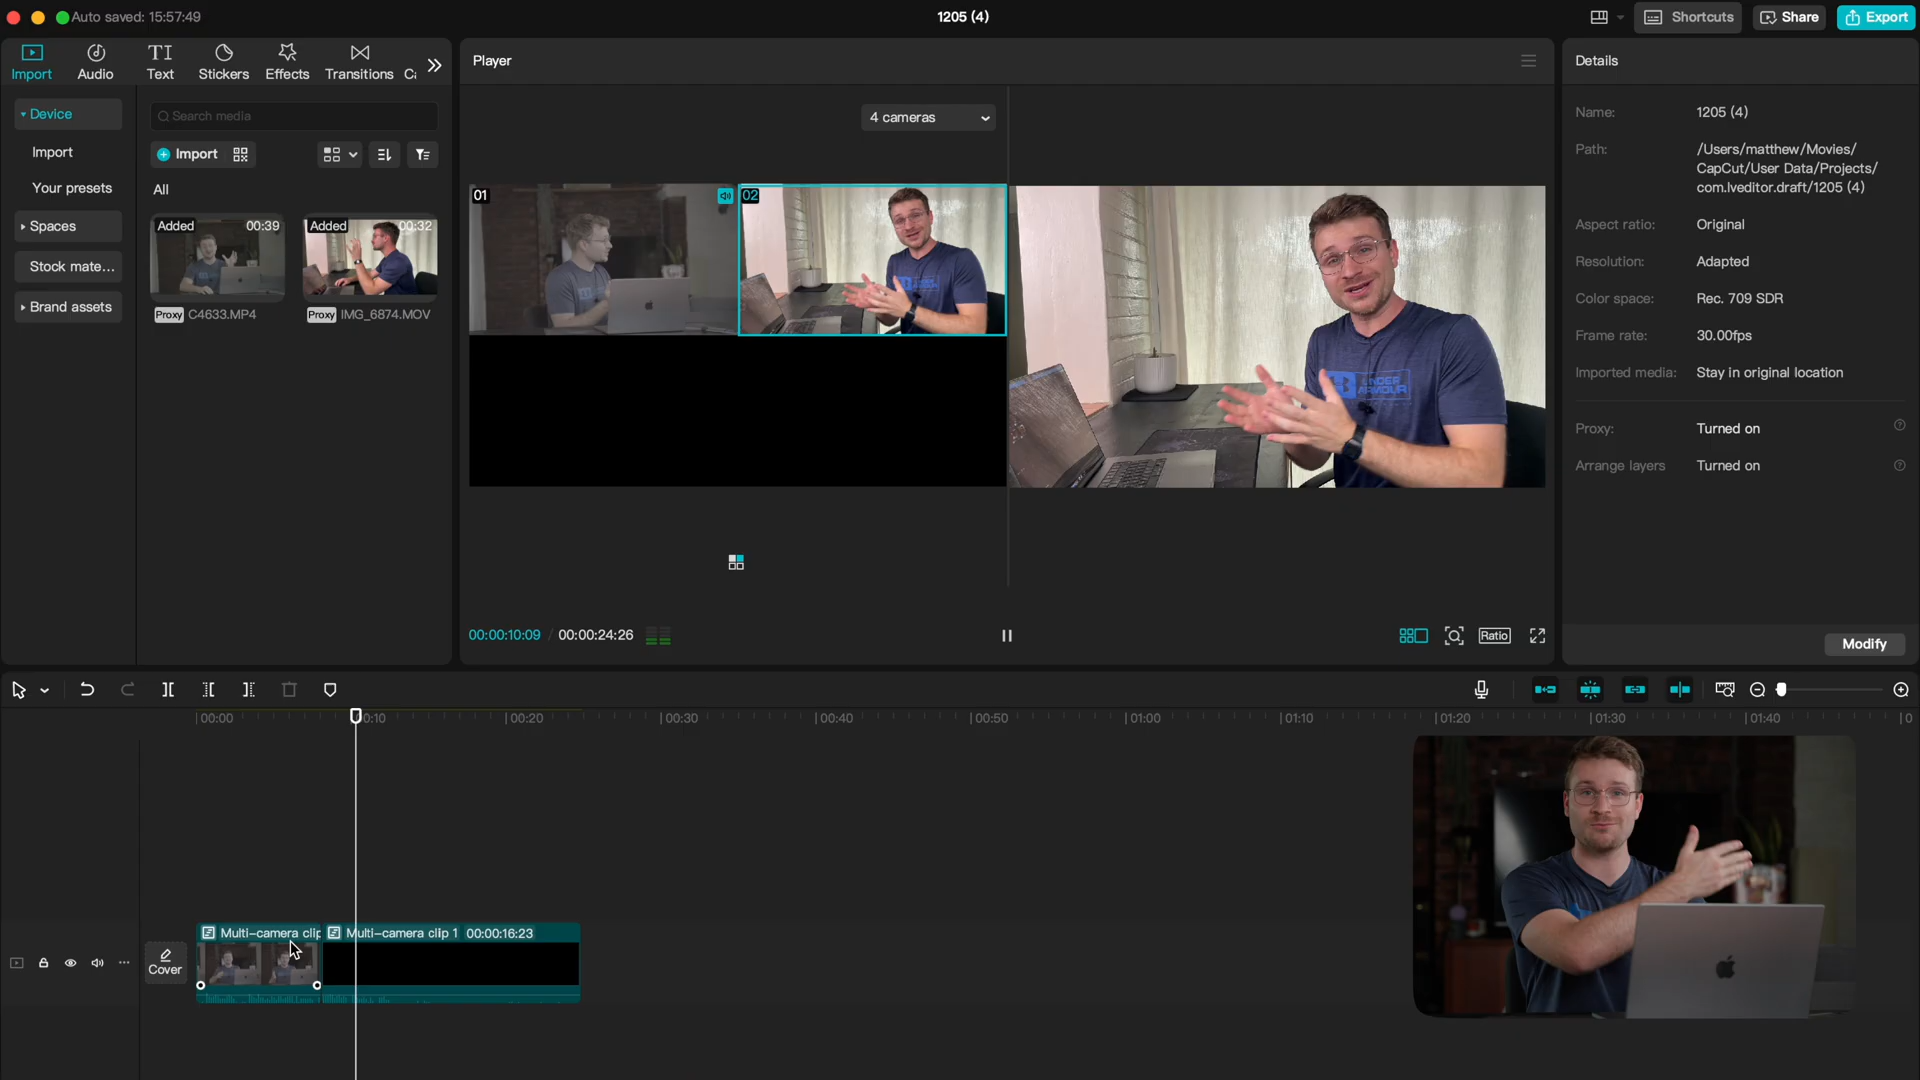 Auto saved: 15:57:49
1205 (4)
Shortcuts
Share
Export
Import
Audio
TI
Text
Stickers
Effects
Transitions
Player
Details
Device
Import
Your presets
Spaces
Stock mate...
Brand assets
Search media
Import
All
Added 00:39
Proxy C4633.MP4
Added 00:32
Proxy IMG_6874.MOV
4 cameras
01
02
UNDER
ARMOUR
Name: 1205 (4)
Path: /Users/matthew/Movies/
CapCut/User Data/Projects/
com.lveditor.draft/1205 (4)
Aspect ratio: Original
Resolution: Adapted
Color space: Rec. 709 SDR
Frame rate: 30.00fps
Imported media: Stay in original location
Proxy: Turned on
Arrange layers Turned on
00:00:10:09 / 00:00:24:26
Ratio
Modify
00:00 00:10 00:20 00:30 00:40 00:50 01:00 01:10 01:20 01:30 01:40
Cover
Multi-camera clip
Multi-camera clip 1 00:00:16:23